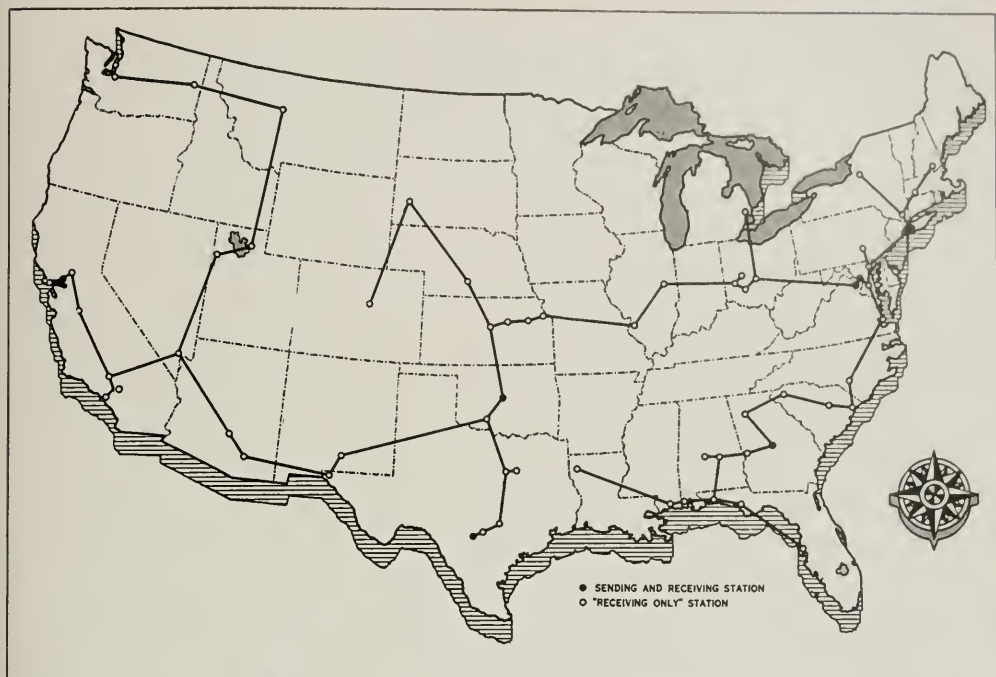 ● SENDING AND RECEIVING STATION
○ "RECEIVING ONLY" STATION